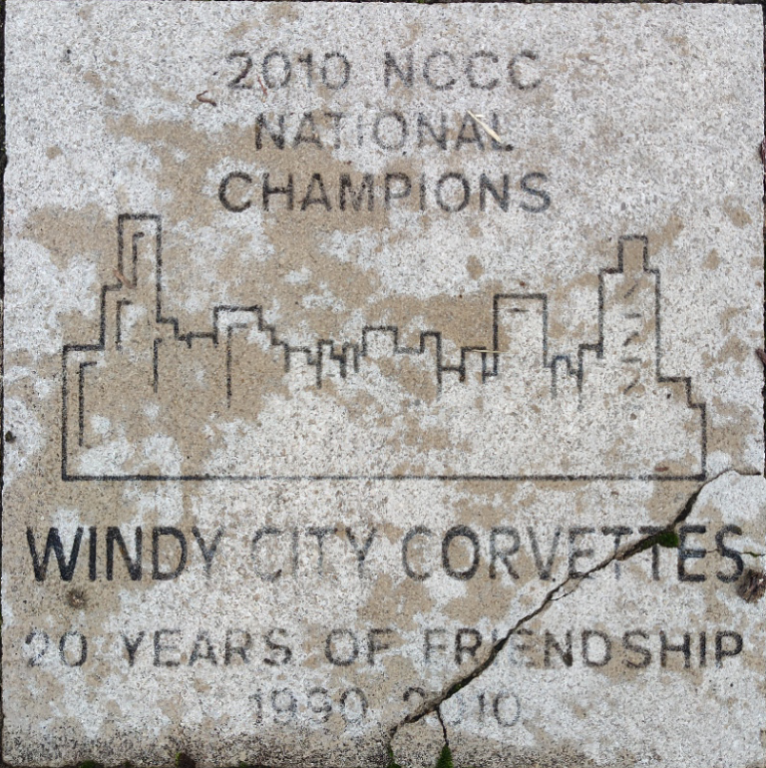 2010 NCCC
NATIONAL
CHAMPIONS
WINDY CITY CORVETTES
20 YEARS OF FRIENDSHIP
1990 2010